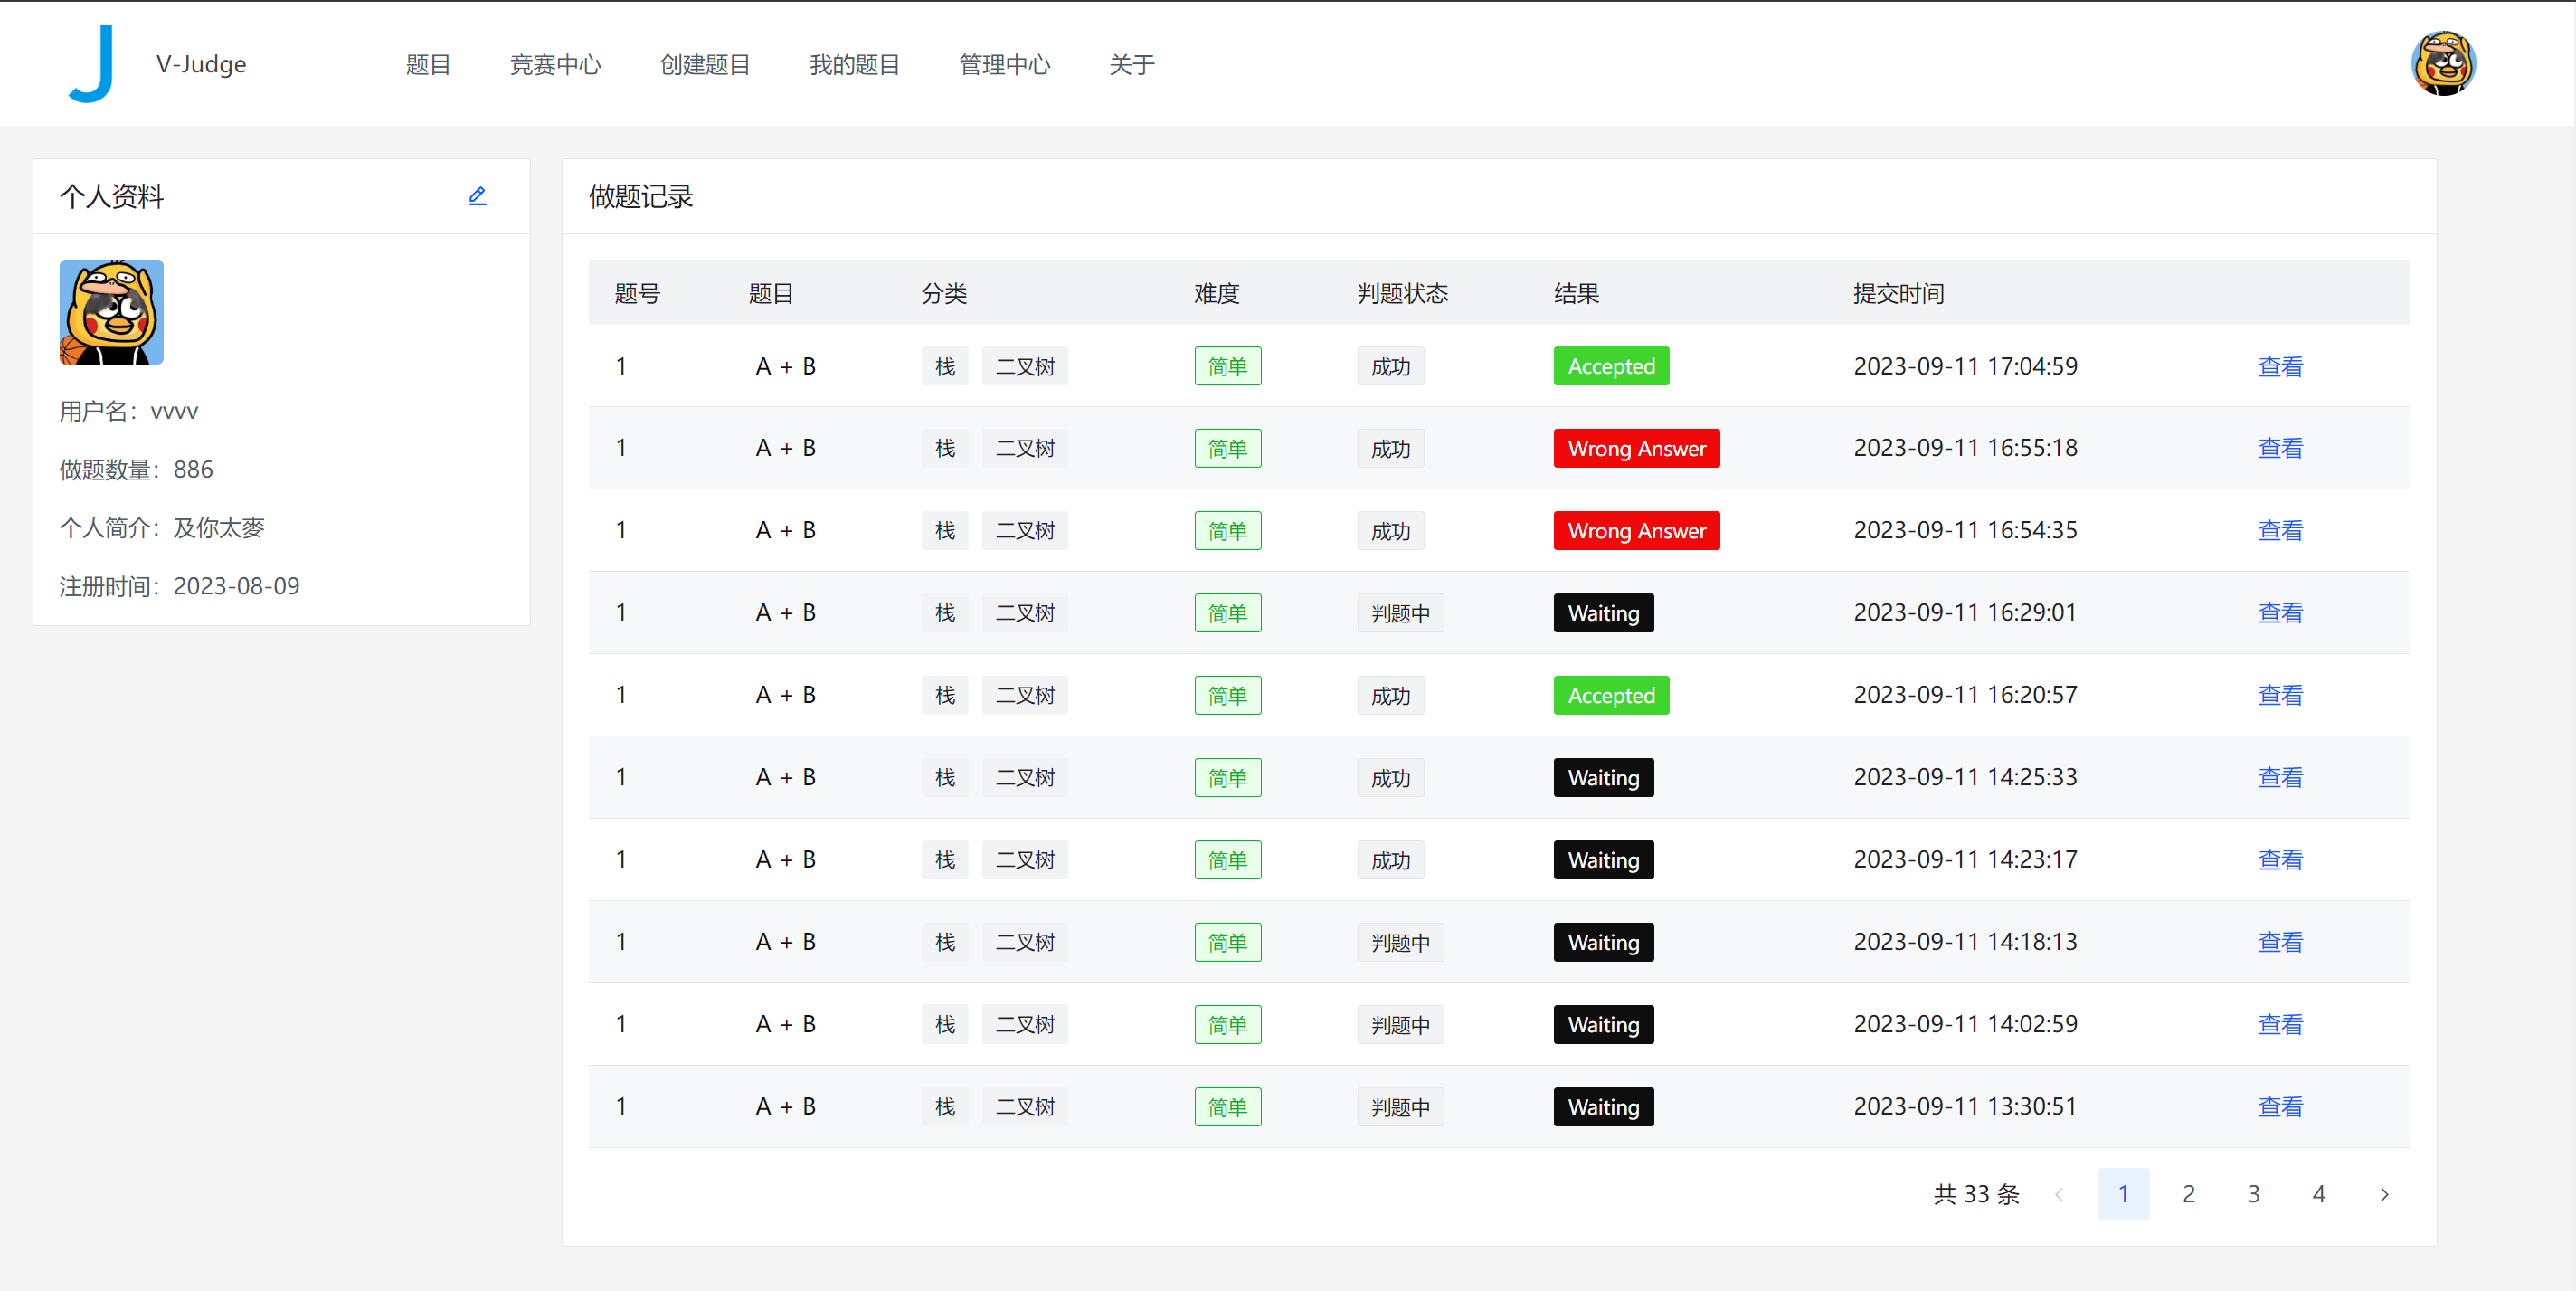 V-Judge 题目 竞赛中心 创建题目 我的题目 管理中心 关于
个人资料
用户名：vvvv
做题数量：886
个人简介：及你太麥
注册时间：2023-08-09
做题记录
题号 题目 分类 难度 判题状态 结果 提交时间
1 A + B 栈 二叉树 简单 成功 Accepted 2023-09-11 17:04:59 查看
1 A + B 栈 二叉树 简单 成功 Wrong Answer 2023-09-11 16:55:18 查看
1 A + B 栈 二叉树 简单 成功 Wrong Answer 2023-09-11 16:54:35 查看
1 A + B 栈 二叉树 简单 判题中 Waiting 2023-09-11 16:29:01 查看
1 A + B 栈 二叉树 简单 成功 Accepted 2023-09-11 16:20:57 查看
1 A + B 栈 二叉树 简单 成功 Waiting 2023-09-11 14:25:33 查看
1 A + B 栈 二叉树 简单 成功 Waiting 2023-09-11 14:23:17 查看
1 A + B 栈 二叉树 简单 判题中 Waiting 2023-09-11 14:18:13 查看
1 A + B 栈 二叉树 简单 判题中 Waiting 2023-09-11 14:02:59 查看
1 A + B 栈 二叉树 简单 判题中 Waiting 2023-09-11 13:30:51 查看
共 33 条 1 2 3 4